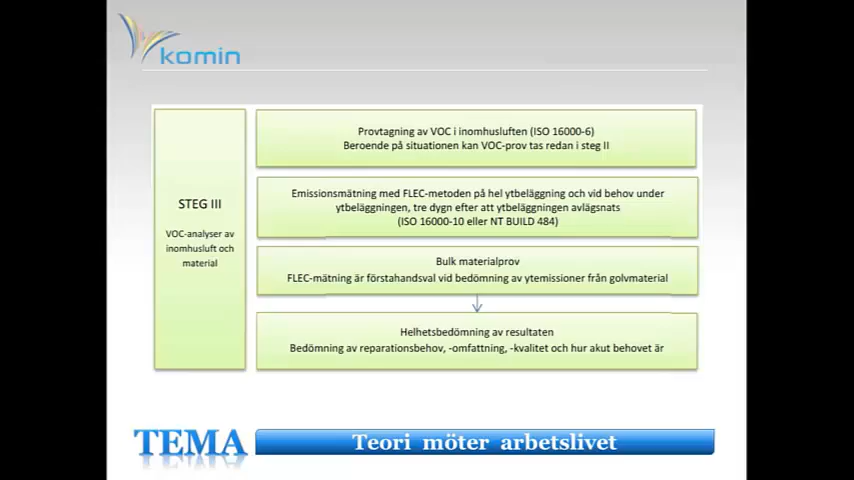 komin
STEG III
VOC-analyser av
inomhusluft och
material
Provtagning av VOC i inomhusluften (ISO 16000-6)
Beroende på situationen kan VOC-prov tas redan i steg II
Emissionsmätning med FLEC-metoden på hel ytbeläggning och vid behov under
ytbeläggningen, tre dygn efter att ytbeläggningen avlägsnats
(ISO 16000-10 eller NT BUILD 484)
Bulk materialprov
FLEC-mätning är förstahandsval vid bedömning av ytemissioner från golvmaterial
Helhetsbedömning av resultaten
Bedömning av reparationsbehov, -omfattning, -kvalitet och hur akut behovet är
TEMA
Teori möter arbetslivet